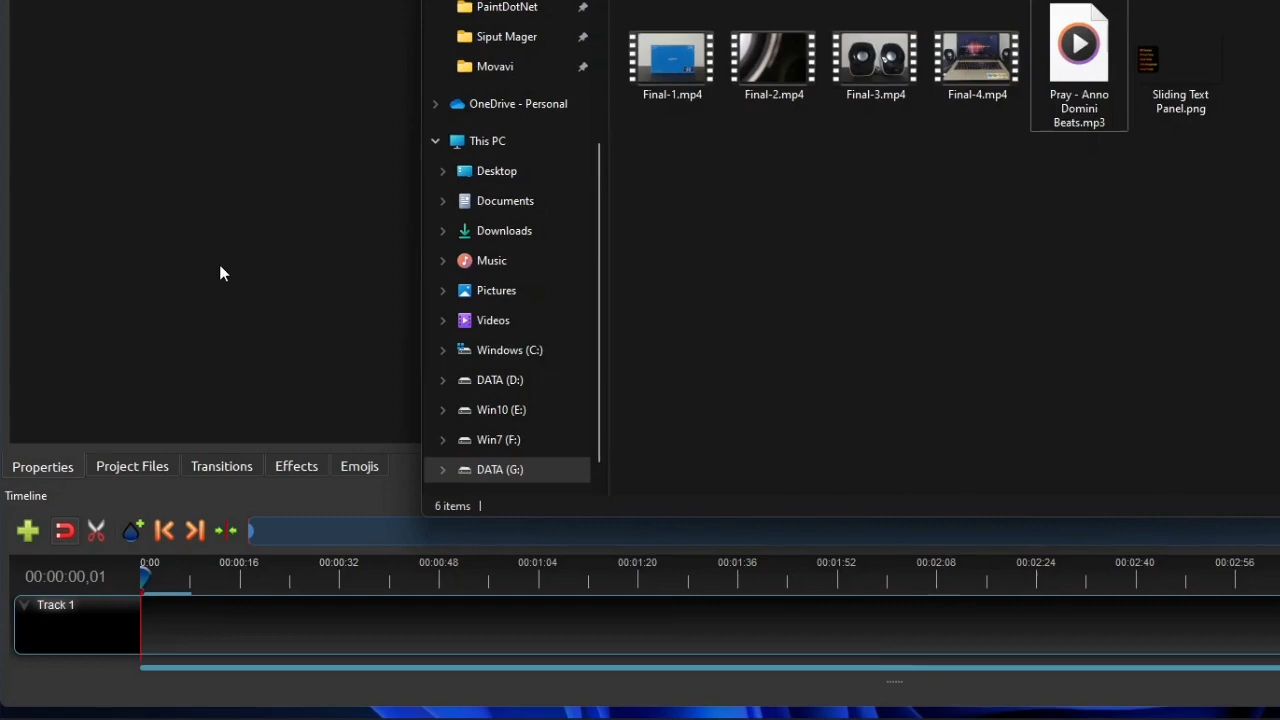 PaintDotNet
Siput Mager
Movavi
OneDrive - Personal
This PC
Desktop
Documents
Downloads
Music
Pictures
Videos
Windows (C:)
DATA (D:)
Win10 (E:)
Win7 (F:)
DATA (G:)
Final-1.mp4
Final-2.mp4
Final-3.mp4
Final-4.mp4
Pray - Anno
Domini
Beats.mp3
Sliding Text
Panel.png
6 items
Properties
Project Files
Transitions
Effects
Emojis
Timeline
00:00:00,01
0:00
00:00:16
00:00:32
00:00:48
00:01:04
00:01:20
00:01:36
00:01:52
00:02:08
00:02:24
00:02:40
00:02:56
Track 1